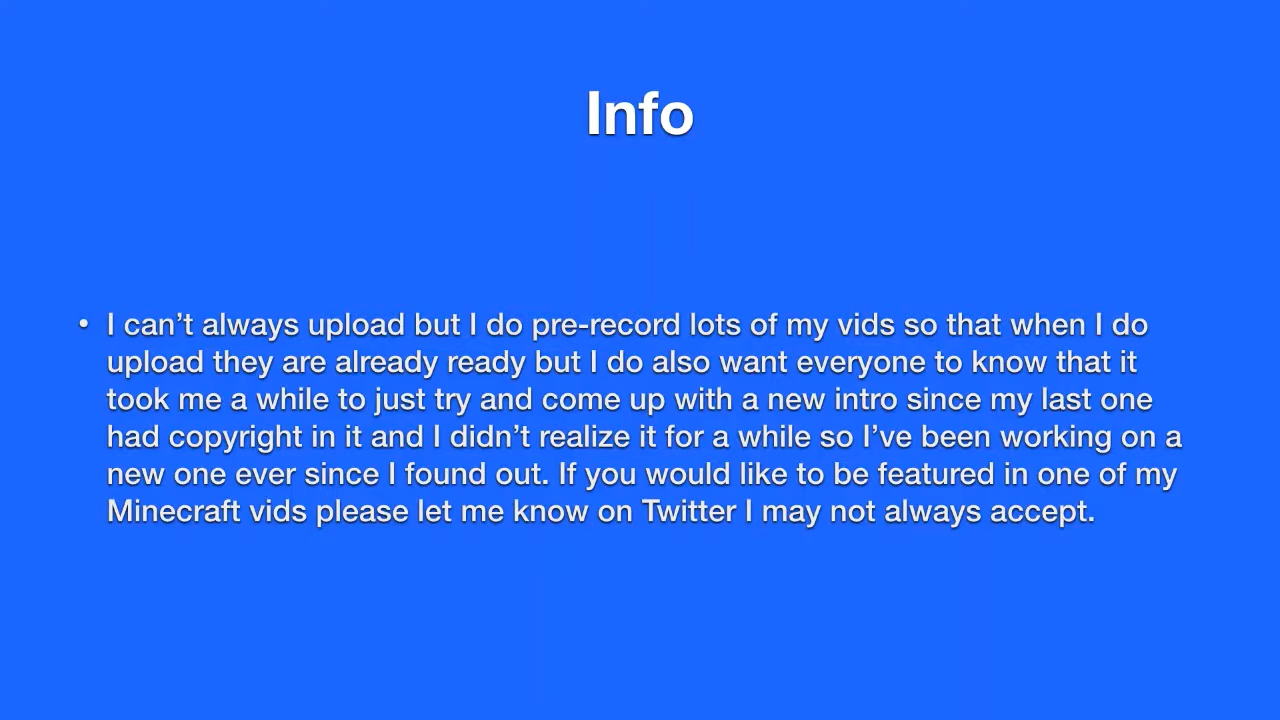 Info
• I can’t always upload but I do pre-record lots of my vids so that when I do
upload they are already ready but I do also want everyone to know that it
took me a while to just try and come up with a new intro since my last one
had copyright in it and I didn’t realize it for a while so I’ve been working on a
new one ever since I found out. If you would like to be featured in one of my
Minecraft vids please let me know on Twitter I may not always accept.